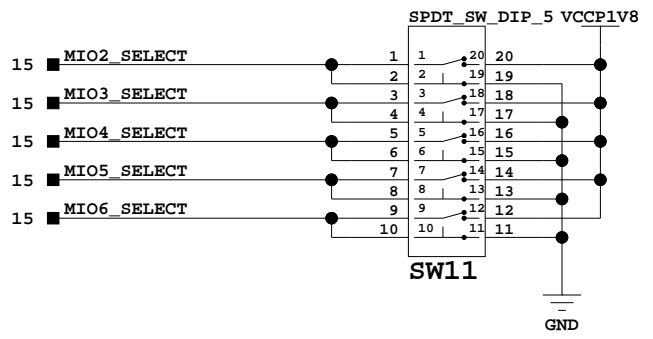 SPDT_SW_DIP_5 VCCP1V8
15 MIO2_SELECT 1 1 20 20
2 2 19 19
15 MIO3_SELECT 3 3 18 18
4 4 17 17
15 MIO4_SELECT 5 5 16 16
6 6 15 15
15 MIO5_SELECT 7 7 14 14
8 8 13 13
15 MIO6_SELECT 9 9 12 12
10 10 11 11
SW11
GND